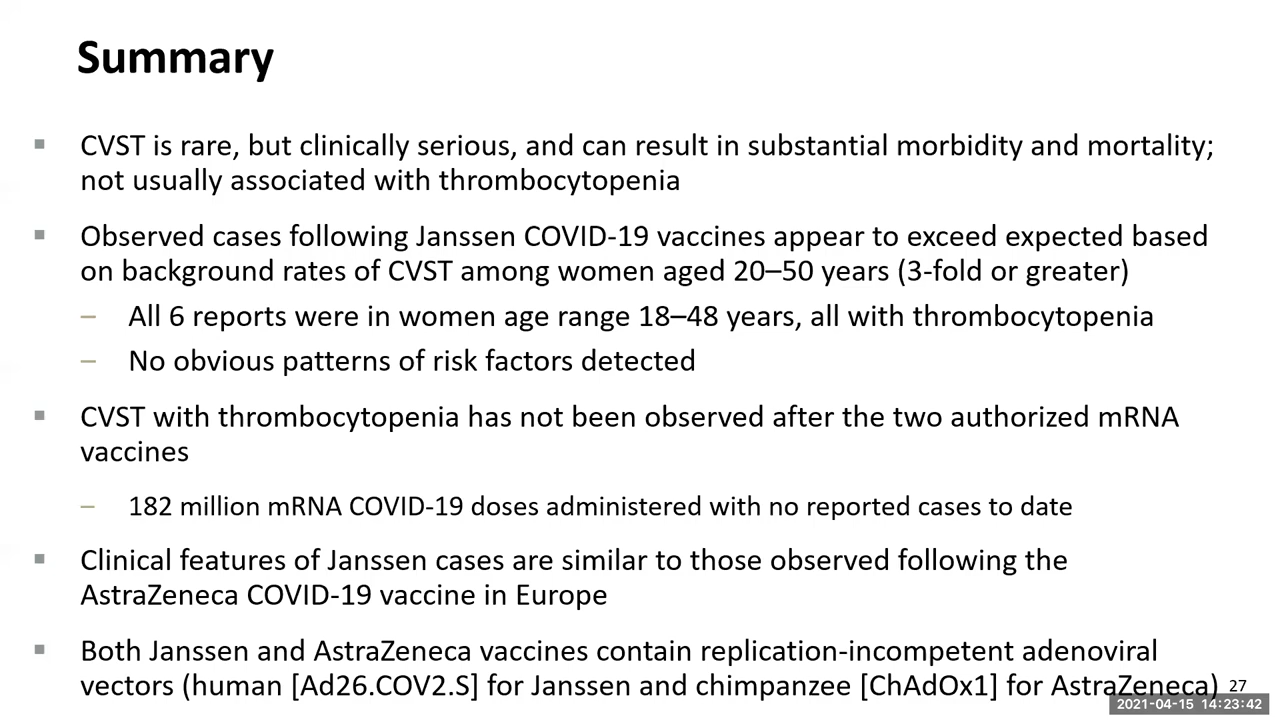 Summary
▪ CVST is rare, but clinically serious, and can result in substantial morbidity and mortality;
not usually associated with thrombocytopenia
▪ Observed cases following Janssen COVID-19 vaccines appear to exceed expected based
on background rates of CVST among women aged 20–50 years (3-fold or greater)
– All 6 reports were in women age range 18–48 years, all with thrombocytopenia
– No obvious patterns of risk factors detected
▪ CVST with thrombocytopenia has not been observed after the two authorized mRNA
vaccines
– 182 million mRNA COVID-19 doses administered with no reported cases to date
▪ Clinical features of Janssen cases are similar to those observed following the
AstraZeneca COVID-19 vaccine in Europe
▪ Both Janssen and AstraZeneca vaccines contain replication-incompetent adenoviral
vectors (human [Ad26.COV2.S] for Janssen and chimpanzee [ChAdOx1] for AstraZeneca)
27
2021-04-15 14:23:42